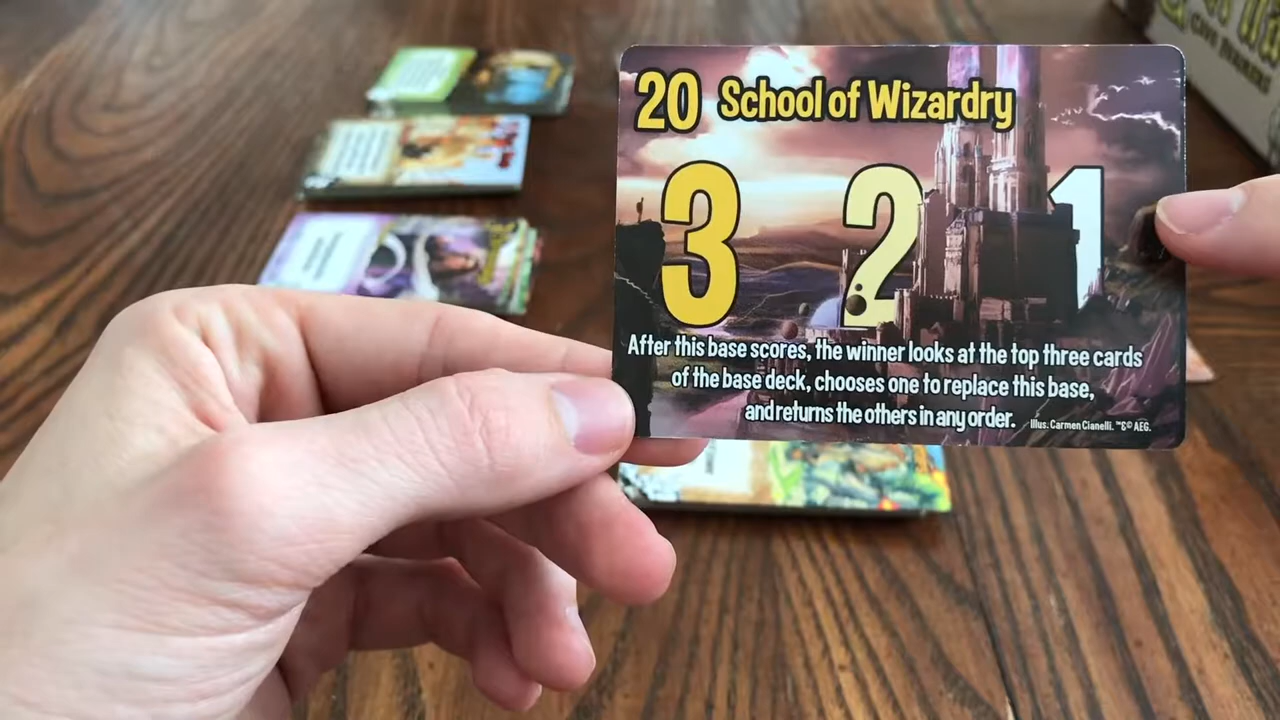 20 School of Wizardry
3 2 1
After this base scores, the winner looks at the top three cards
of the base deck, chooses one to replace this base,
and returns the others in any order.
Illus. Carmen Cianelli. ™&© AEG.